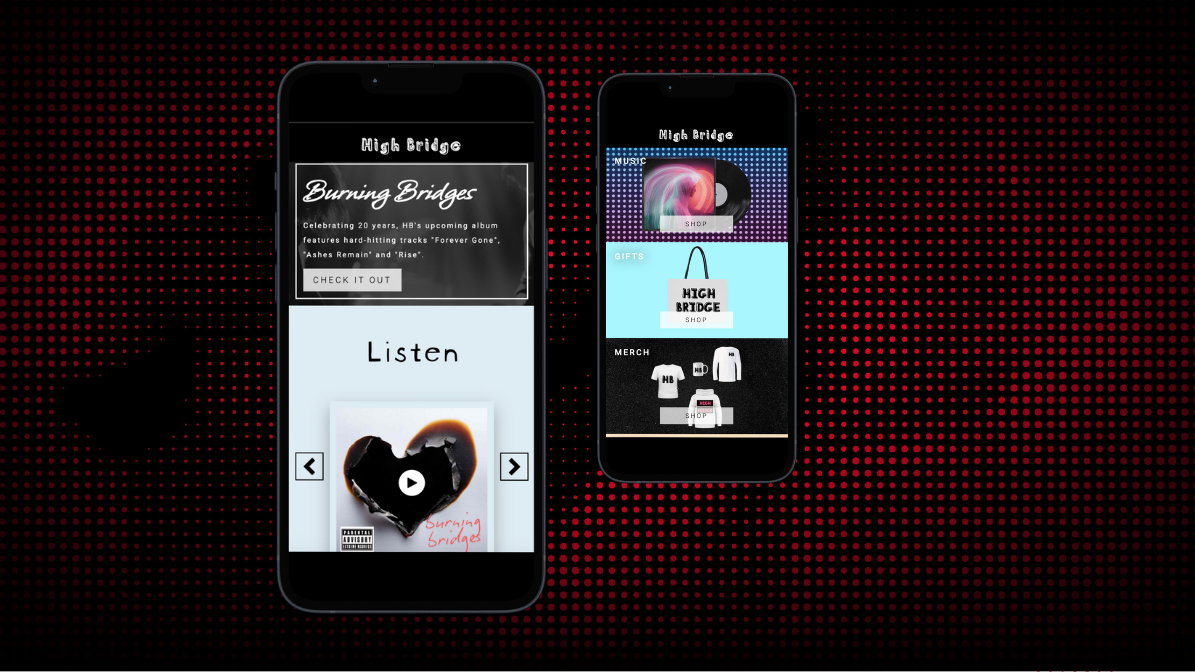 High Bridge
Burning Bridges
Celebrating 20 years, HB's upcoming album
features hard-hitting tracks "Forever Gone",
"Ashes Remain" and "Rise".
CHECK IT OUT
Listen
Burning
bridges
PARENTAL
ADVISORY
EXPLICIT CONTENT
High Bridge
MUSIC
SHOP
GIFTS
HIGH
BRIDGE
SHOP
MERCH
HB
HB
HB
HIGH
SHOP